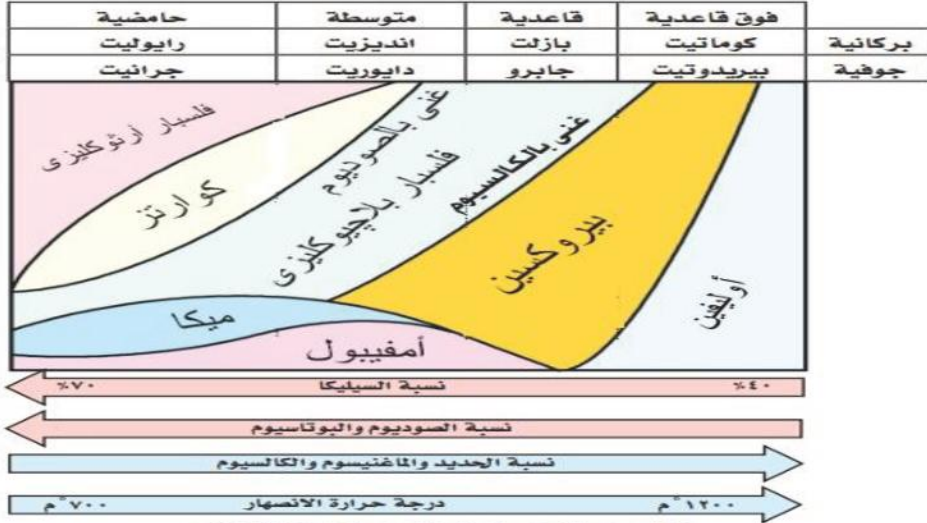 فوق قاعدية قاعدية متوسطة حامضية
بركانية كوماتيت بازلت انديزيت رايوليت
جوفية بيريدوتيت جابرو دايوريت جرانيت
فلسبار أرثوكليزى
كوارتز
غنى بالصوديوم
فلسبار بلاجيوكليزى
غنى بالكالسيوم
بيروكسين
أوليفين
ميكا
أمفيبول
٤٠٪ نسبة السيليكا ٧٠٪
نسبة الصوديوم والبوتاسيوم
نسبة الحديد والماغنيسوم والكالسيوم
١٢٠٠°م درجة حرارة الانصهار ٧٠٠°م